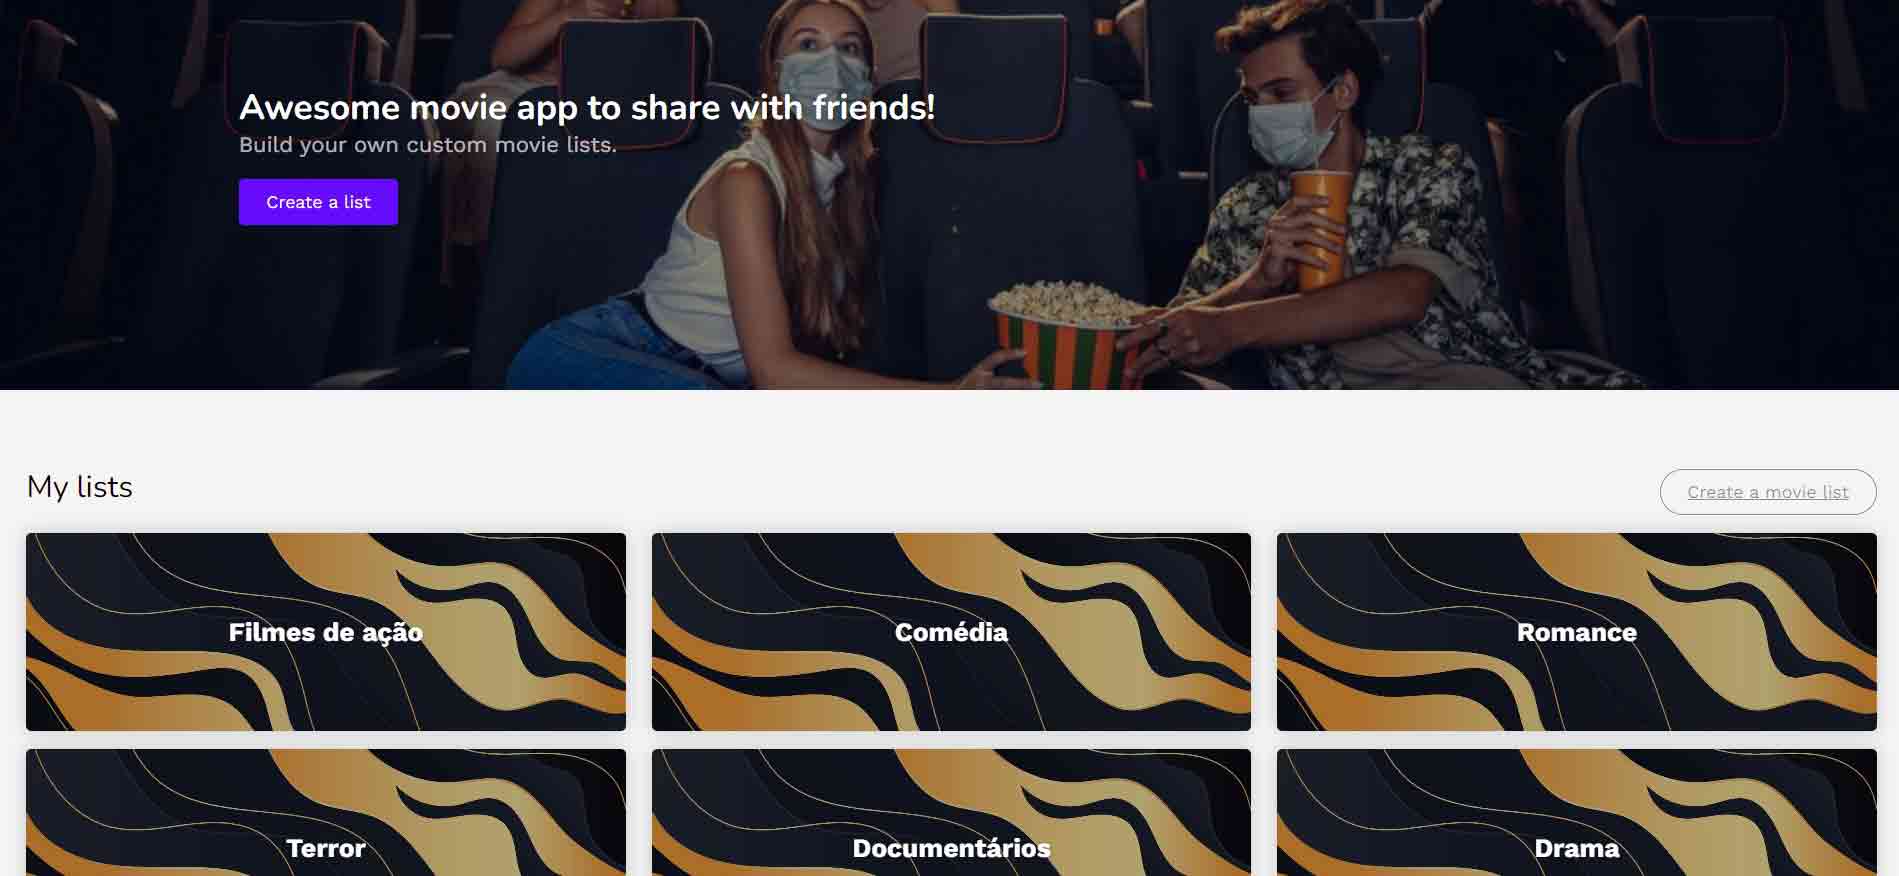 Awesome movie app to share with friends!
Build your own custom movie lists.
Create a list
My lists
Create a movie list
Filmes de ação
Comédia
Romance
Terror
Documentários
Drama